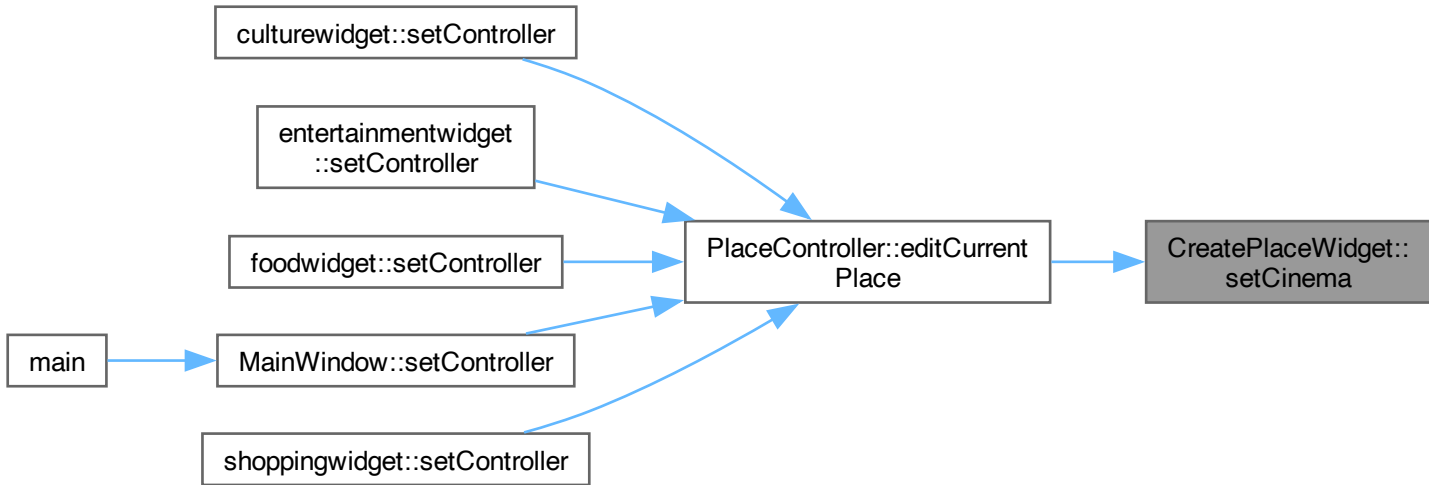 culturewidget::setController
entertainmentwidget
::setController
foodwidget::setController
main
MainWindow::setController
shoppingwidget::setController
PlaceController::editCurrent
Place
CreatePlaceWidget::
setCinema